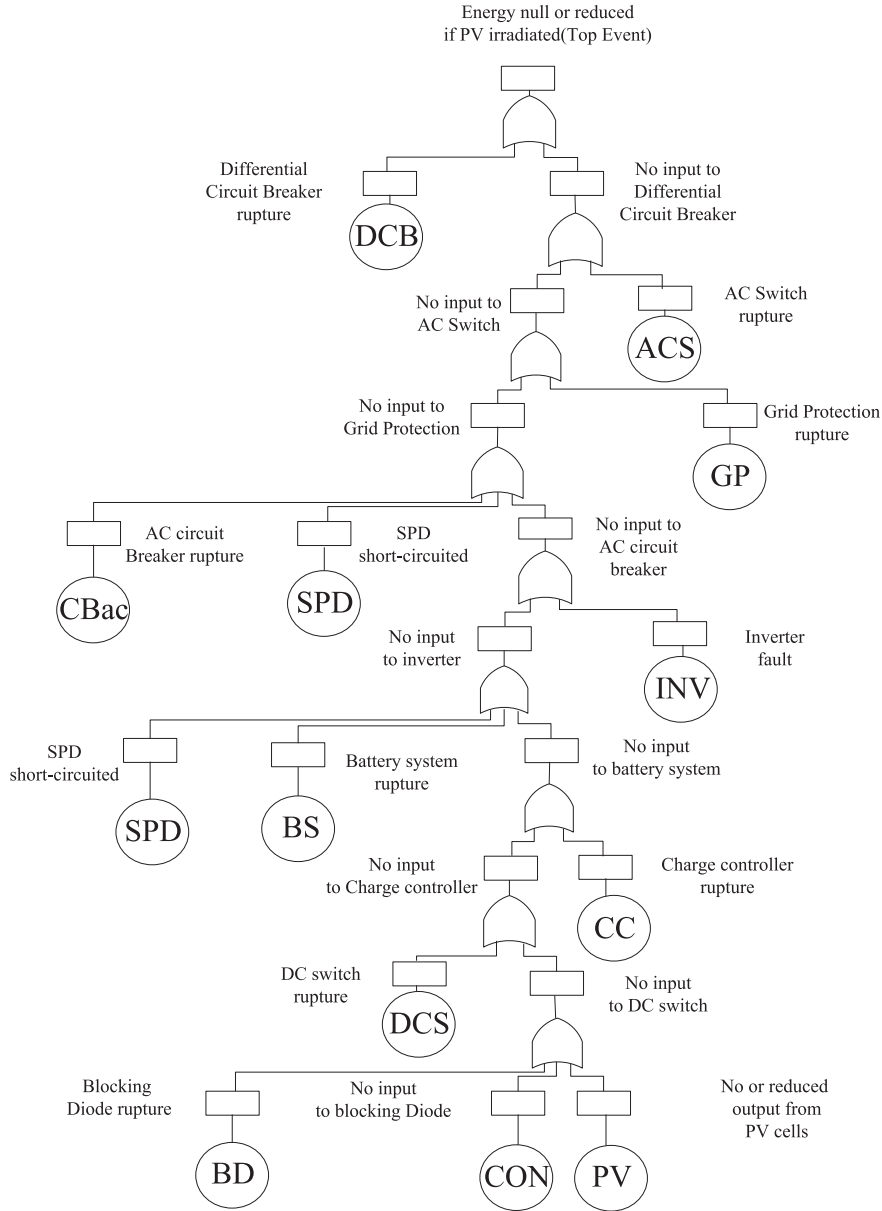 Energy null or reduced
if PV irradiated(Top Event)
Differential
Circuit Breaker
rupture
DCB
No input to
Differential
Circuit Breaker
No input to
AC Switch
AC Switch
rupture
ACS
No input to
Grid Protection
Grid Protection
rupture
GP
AC circuit
Breaker rupture
CBac
SPD
short-circuited
SPD
No input to
AC circuit
breaker
No input
to inverter
Inverter
fault
INV
SPD
short-circuited
SPD
Battery system
rupture
BS
No input
to battery system
No input
to Charge controller
Charge controller
rupture
CC
DC switch
rupture
DCS
No input
to DC switch
Blocking
Diode rupture
BD
No input
to blocking Diode
CON
PV
No or reduced
output from
PV cells